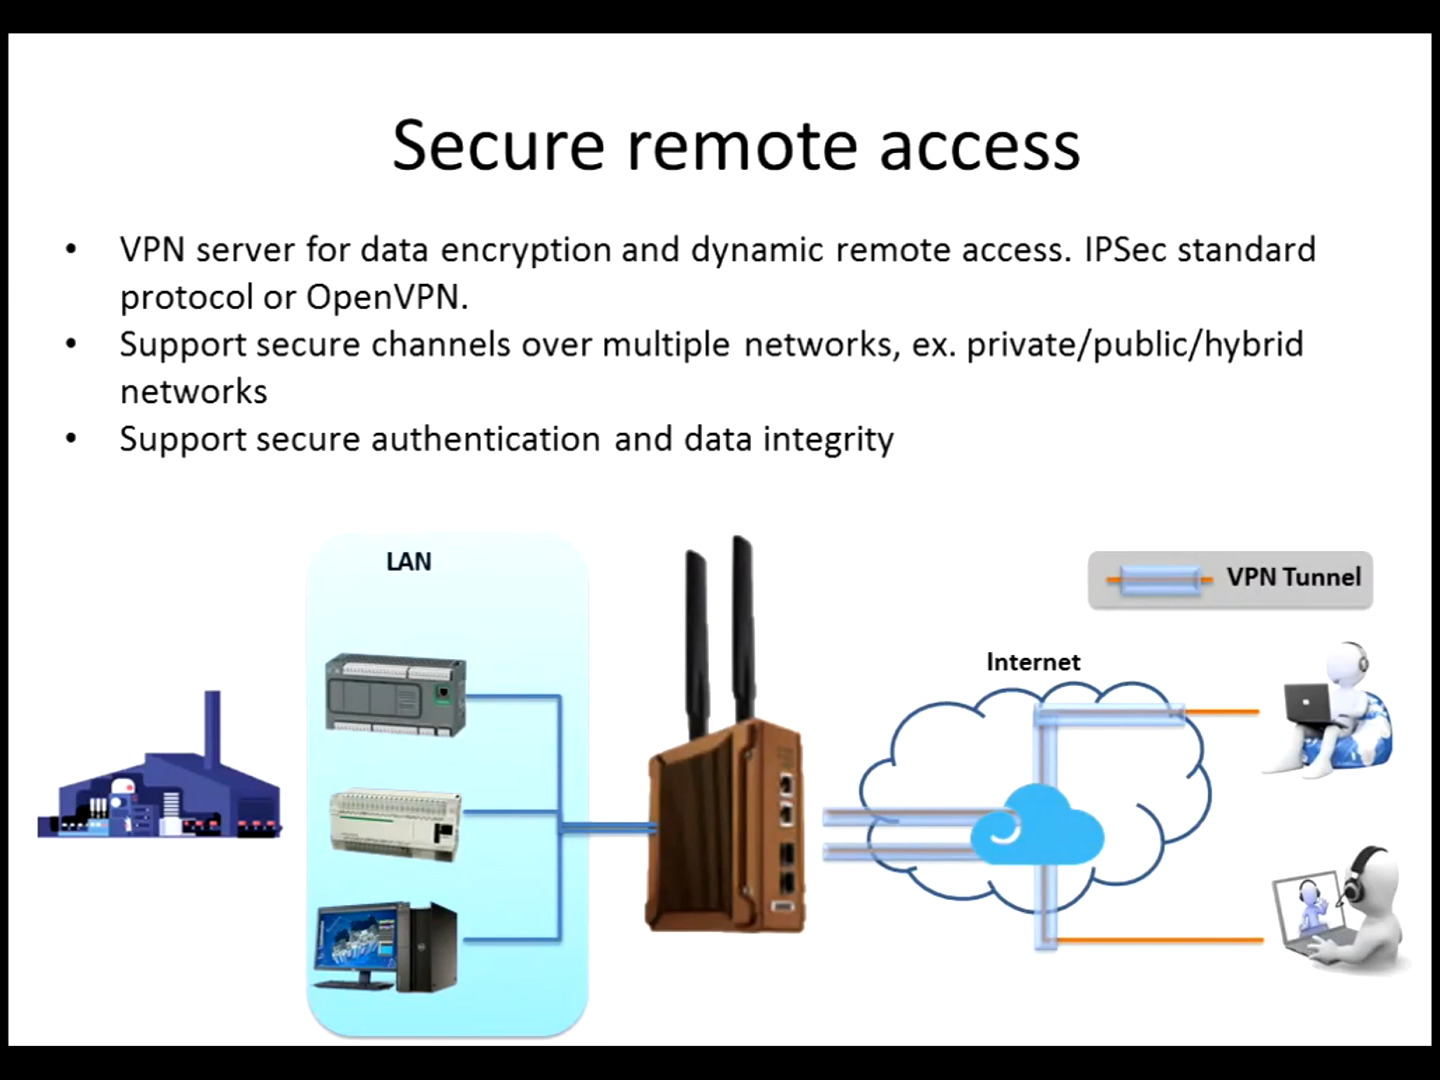 Secure remote access
• VPN server for data encryption and dynamic remote access. IPSec standard
protocol or OpenVPN.
• Support secure channels over multiple networks, ex. private/public/hybrid
networks
• Support secure authentication and data integrity
LAN
VPN Tunnel
Internet